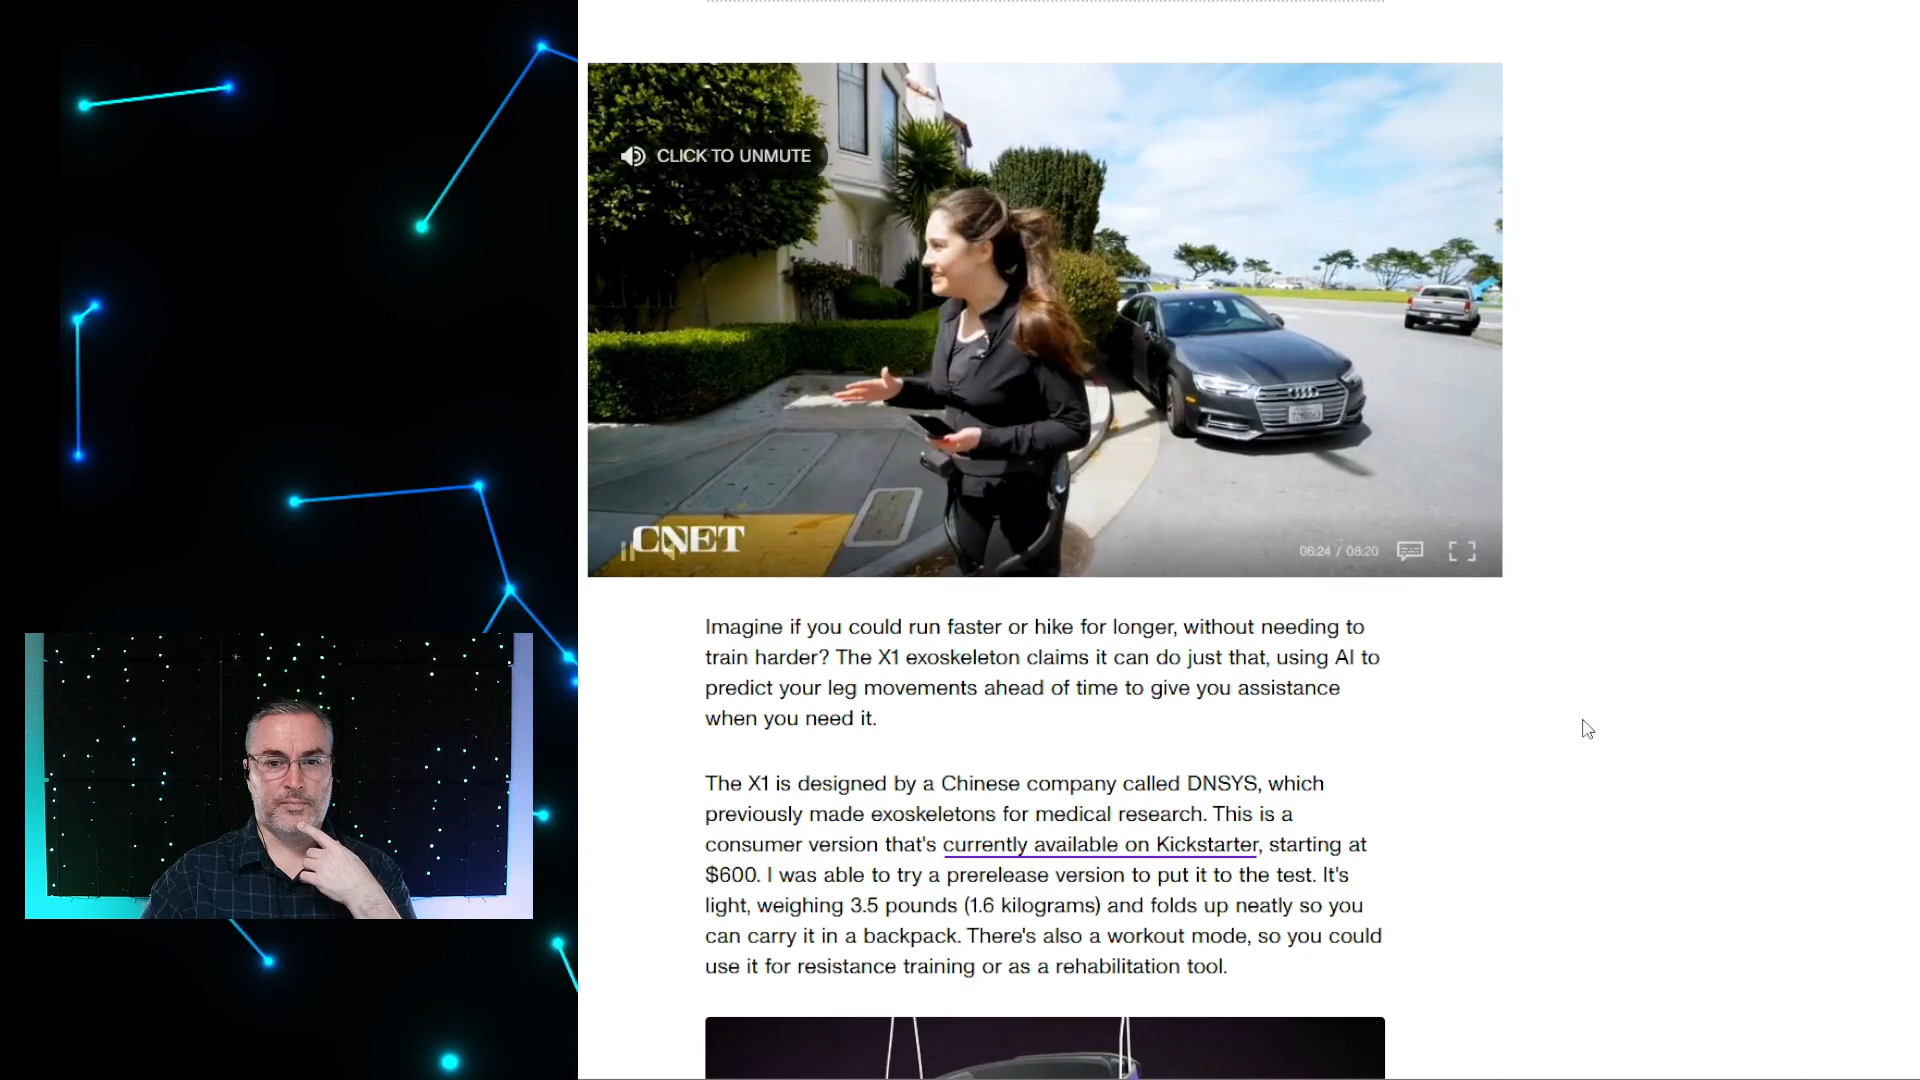 CLICK TO UNMUTE
CNET
06:24 / 08:20
Imagine if you could run faster or hike for longer, without needing to
train harder? The X1 exoskeleton claims it can do just that, using AI to
predict your leg movements ahead of time to give you assistance
when you need it.
The X1 is designed by a Chinese company called DNSYS, which
previously made exoskeletons for medical research. This is a
consumer version that's currently available on Kickstarter, starting at
$600. I was able to try a prerelease version to put it to the test. It's
light, weighing 3.5 pounds (1.6 kilograms) and folds up neatly so you
can carry it in a backpack. There's also a workout mode, so you could
use it for resistance training or as a rehabilitation tool.